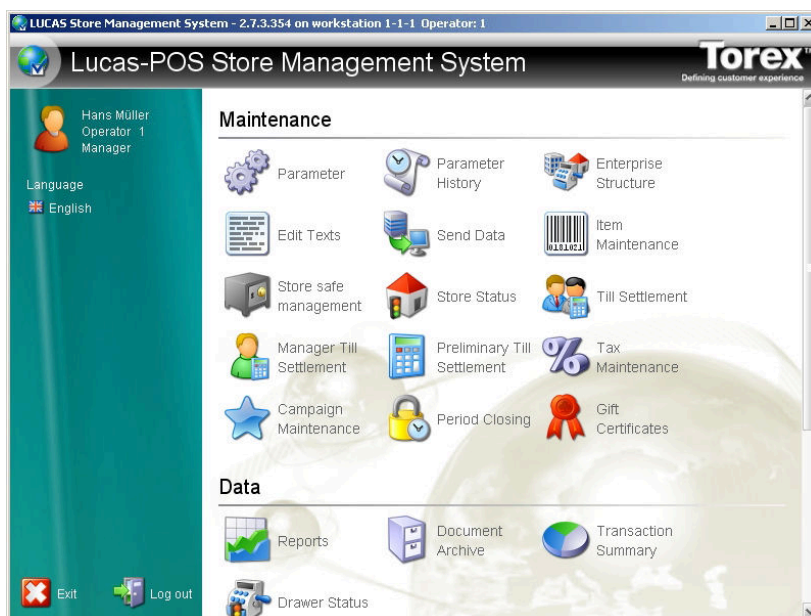 LUCAS Store Management System - 2.7.3.354 on workstation 1-1-1 Operator: 1
Lucas-POS Store Management System
Torex™
Defining customer experience
Hans Müller
Operator 1
Manager
Language
English
Exit
Log out
Maintenance
Parameter
Parameter
History
Enterprise
Structure
Edit Texts
Send Data
Item
Maintenance
Store safe
management
Store Status
Till Settlement
Manager Till
Settlement
Preliminary Till
Settlement
Tax
Maintenance
Campaign
Maintenance
Period Closing
Gift
Certificates
Data
Reports
Document
Archive
Transaction
Summary
Drawer Status